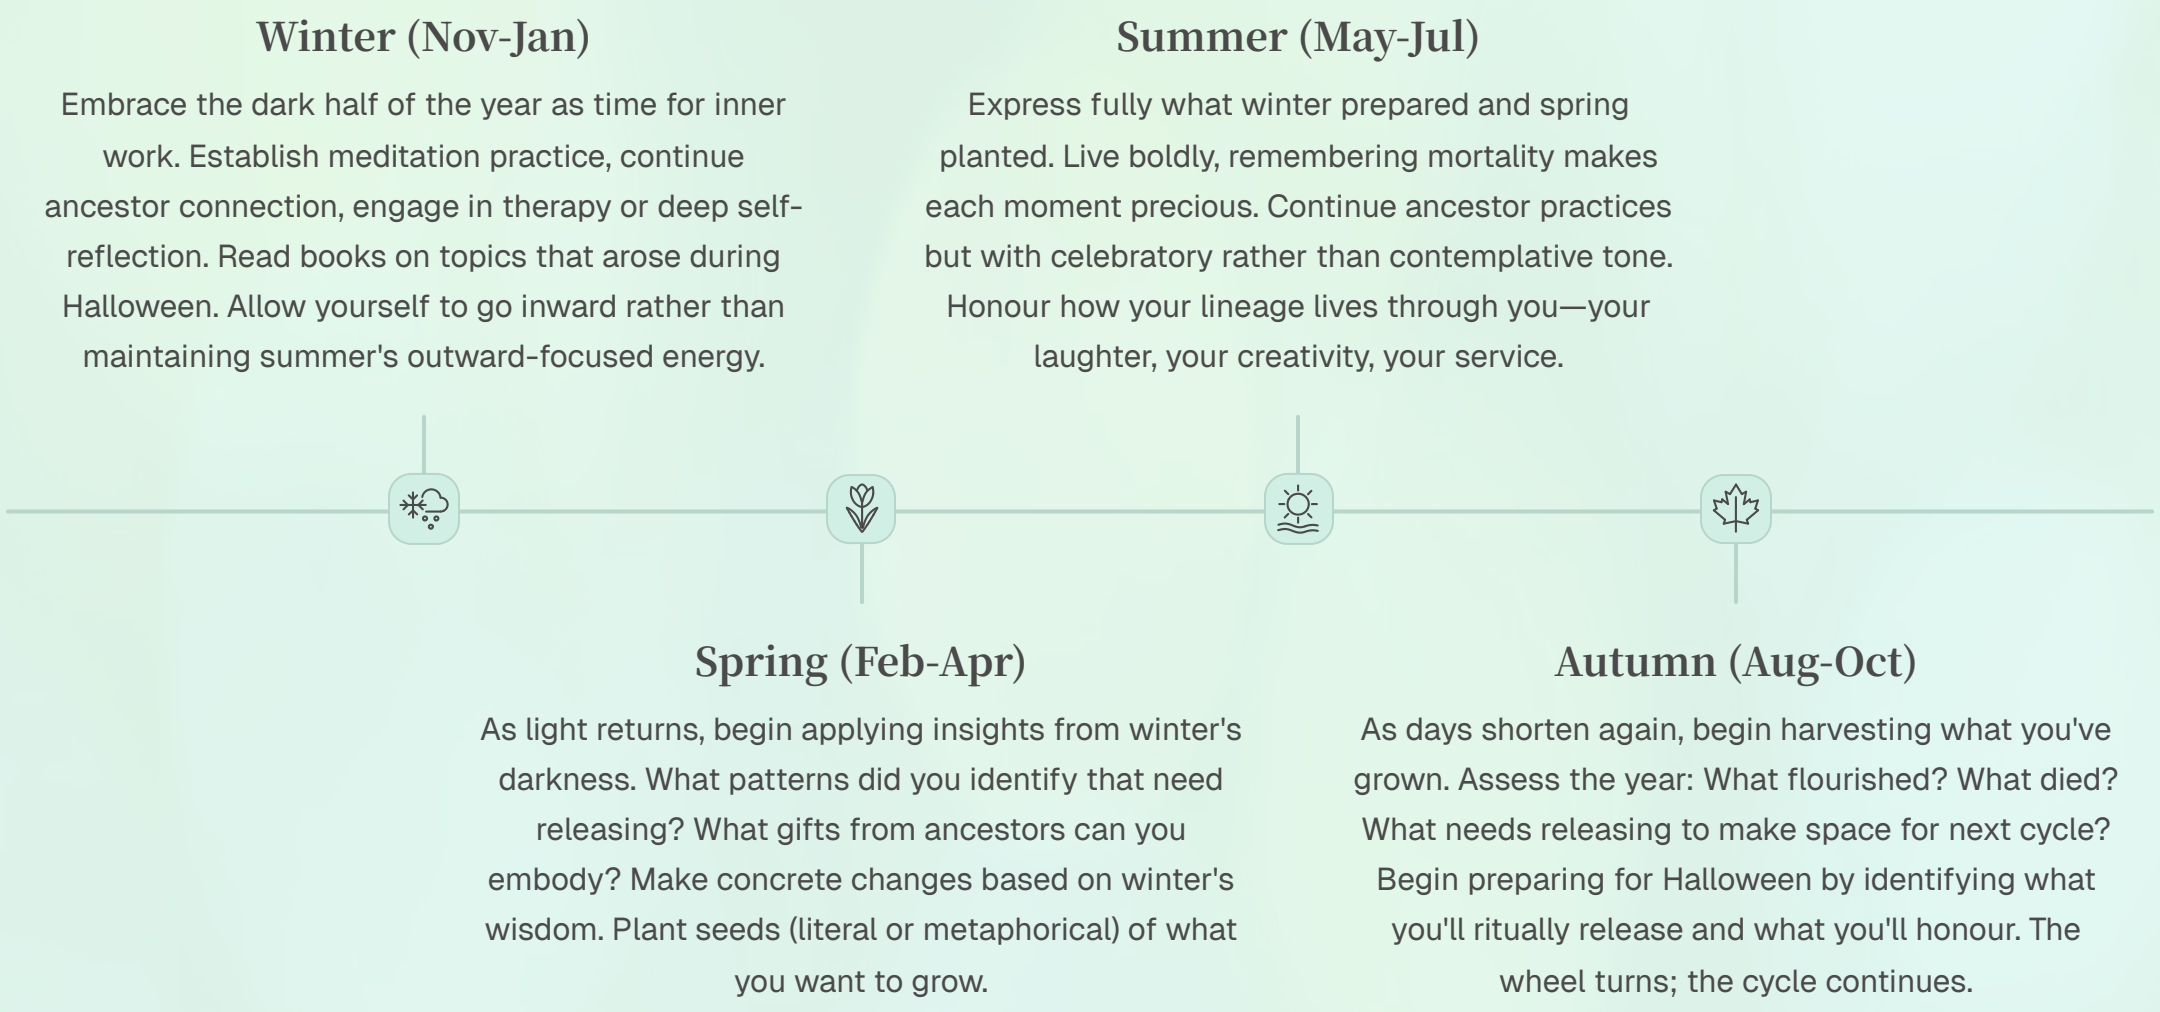 Winter (Nov-Jan)
Embrace the dark half of the year as time for inner
work. Establish meditation practice, continue
ancestor connection, engage in therapy or deep self-
reflection. Read books on topics that arose during
Halloween. Allow yourself to go inward rather than
maintaining summer's outward-focused energy.
Summer (May-Jul)
Express fully what winter prepared and spring
planted. Live boldly, remembering mortality makes
each moment precious. Continue ancestor practices
but with celebratory rather than contemplative tone.
Honour how your lineage lives through you—your
laughter, your creativity, your service.
Spring (Feb-Apr)
As light returns, begin applying insights from winter's
darkness. What patterns did you identify that need
releasing? What gifts from ancestors can you
embody? Make concrete changes based on winter's
wisdom. Plant seeds (literal or metaphorical) of what
you want to grow.
Autumn (Aug-Oct)
As days shorten again, begin harvesting what you've
grown. Assess the year: What flourished? What died?
What needs releasing to make space for next cycle?
Begin preparing for Halloween by identifying what
you'll ritually release and what you'll honour. The
wheel turns; the cycle continues.